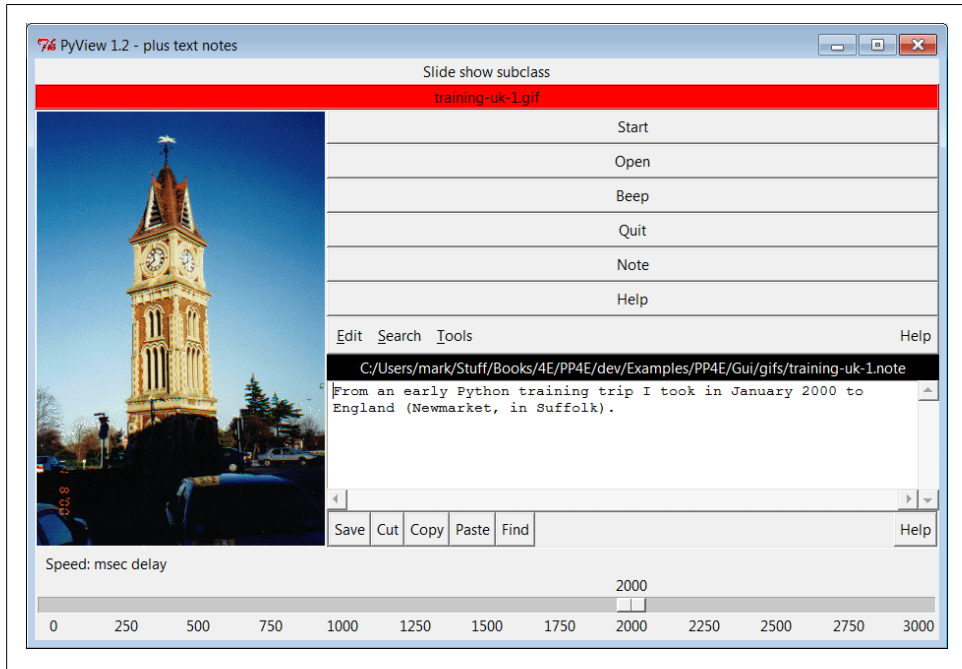 PyView 1.2 - plus text notes
Slide show subclass
training-uk-1.gif
Start
Open
Beep
Quit
Note
Help
Edit Search Tools Help
C:/Users/mark/Stuff/Books/4E/PP4E/dev/Examples/PP4E/Gui/gifs/training-uk-1.note
From an early Python training trip I took in January 2000 to
England (Newmarket, in Suffolk).
Save Cut Copy Paste Find Help
Speed: msec delay
2000
0 250 500 750 1000 1250 1500 1750 2000 2250 2500 2750 3000